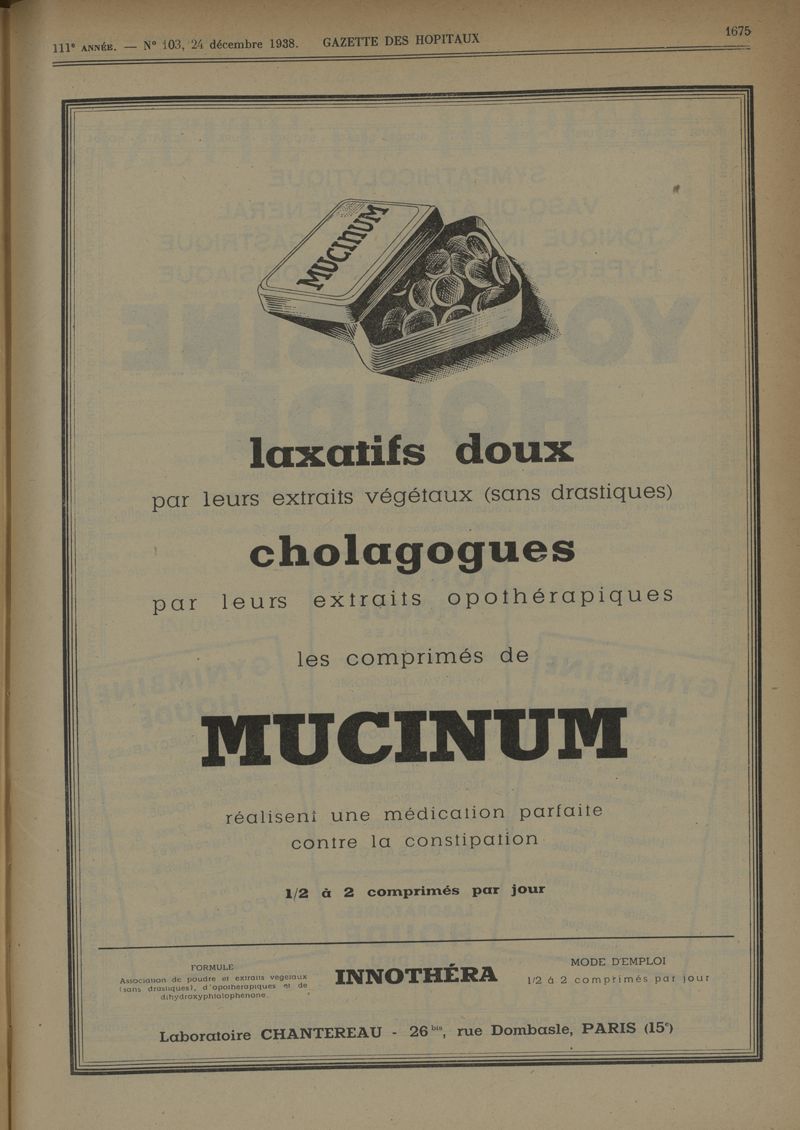 111e ANNÉE. — N° 103, 24 décembre 1938. GAZETTE DES HOPITAUX 1675
MUCINUM
laxatifs doux
par leurs extraits végétaux (sans drastiques)
cholagogues
par leurs extraits opothérapiques
les comprimés de
MUCINUM
réalisent une médication parfaite
contre la constipation
1/2 à 2 comprimés par jour
FORMULE
Association de poudre et extraits végétaux
(sans drastiques), d'opothérapiques et de
dihydroxyphtalophénone
INNOTHÉRA
MODE D'EMPLOI
1/2 à 2 comprimés par jour
Laboratoire CHANTEREAU - 26 bis, rue Dombasle, PARIS (15e)